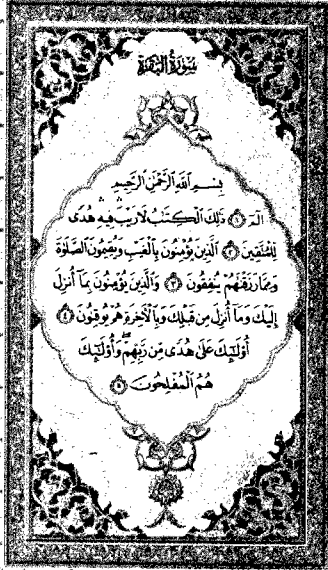 سُورَةُ الْبَقَرَةِ
بِسْمِ ٱللَّهِ ٱلرَّحْمَٰنِ ٱلرَّحِيمِ
الٓمٓ ١ ذَٰلِكَ ٱلْكِتَٰبُ لَا رَيْبَ ۛ فِيهِ ۛ هُدًى
لِّلْمُتَّقِينَ ٢ ٱلَّذِينَ يُؤْمِنُونَ بِٱلْغَيْبِ وَيُقِيمُونَ ٱلصَّلَوٰةَ
وَمِمَّا رَزَقْنَٰهُمْ يُنفِقُونَ ٣ وَٱلَّذِينَ يُؤْمِنُونَ بِمَآ أُنزِلَ
إِلَيْكَ وَمَآ أُنزِلَ مِن قَبْلِكَ وَبِٱلْءَاخِرَةِ هُمْ يُوقِنُونَ ٤
أُو۟لَٰٓئِكَ عَلَىٰ هُدًى مِّن رَّبِّهِمْ ۖ وَأُو۟لَٰٓئِكَ
هُمُ ٱلْمُفْلِحُونَ ٥